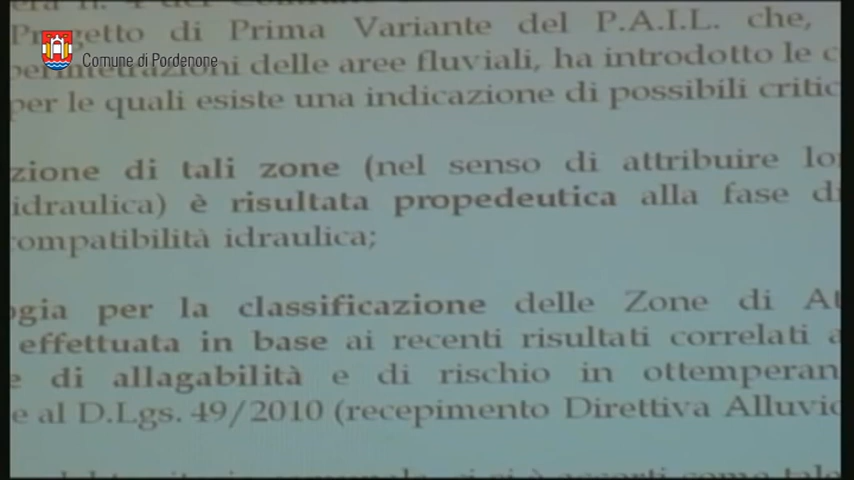 Progetto di Prima Variante del P.A.I.L. che,
Comune di Pordenone
perimetrazioni delle aree fluviali, ha introdotto le c
per le quali esiste una indicazione di possibili critic
zione di tali zone (nel senso di attribuire lo
idraulica) è risultata propedeutica alla fase di
compatibilità idraulica;
ogia per la classificazione delle Zone di At
effettuata in base ai recenti risultati correlati a
e di allagabilità e di rischio in ottemperan
e al D.Lgs. 49/2010 (recepimento Direttiva Alluvio